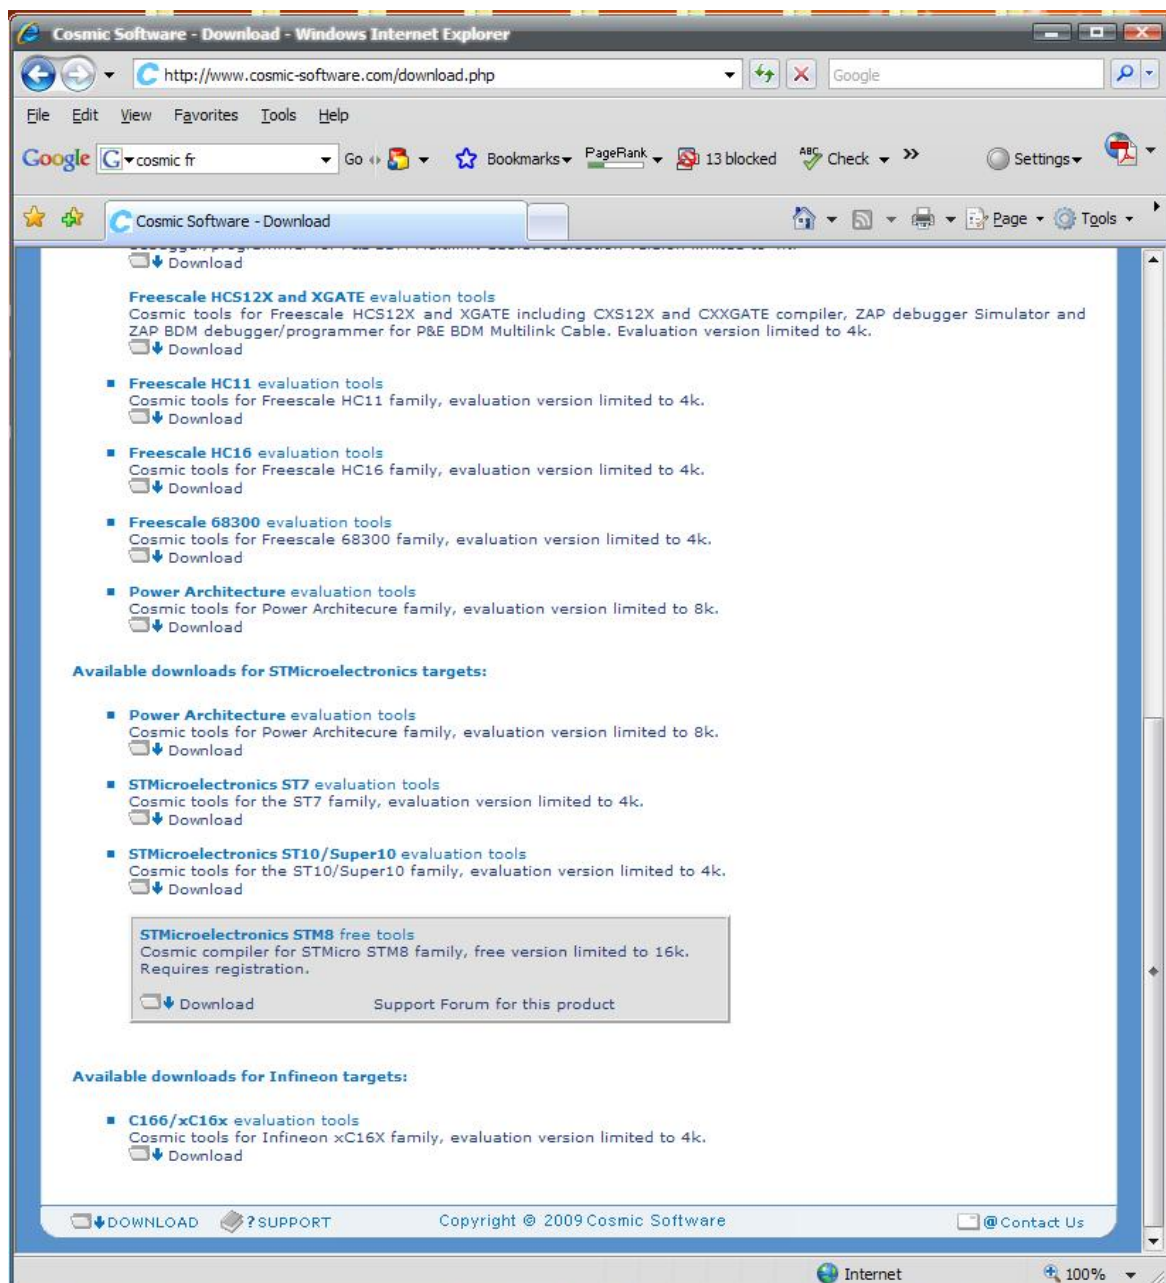 Cosmic Software - Download - Windows Internet Explorer
http://www.cosmic-software.com/download.php
Google
File Edit View Favorites Tools Help
Google G cosmic fr Go Bookmarks PageRank 13 blocked ABC Check » Settings
Cosmic Software - Download Page Tools
Download
Freescale HCS12X and XGATE evaluation tools
Cosmic tools for Freescale HCS12X and XGATE including CXS12X and CXXGATE compiler, ZAP debugger Simulator and
ZAP BDM debugger/programmer for P&E BDM Multilink Cable. Evaluation version limited to 4k.
Download
Freescale HC11 evaluation tools
Cosmic tools for Freescale HC11 family, evaluation version limited to 4k.
Download
Freescale HC16 evaluation tools
Cosmic tools for Freescale HC16 family, evaluation version limited to 4k.
Download
Freescale 68300 evaluation tools
Cosmic tools for Freescale 68300 family, evaluation version limited to 4k.
Download
Power Architecture evaluation tools
Cosmic tools for Power Architecure family, evaluation version limited to 8k.
Download
Available downloads for STMicroelectronics targets:
Power Architecture evaluation tools
Cosmic tools for Power Architecure family, evaluation version limited to 8k.
Download
STMicroelectronics ST7 evaluation tools
Cosmic tools for the ST7 family, evaluation version limited to 4k.
Download
STMicroelectronics ST10/Super10 evaluation tools
Cosmic tools for the ST10/Super10 family, evaluation version limited to 4k.
Download
STMicroelectronics STM8 free tools
Cosmic compiler for STMicro STM8 family, free version limited to 16k.
Requires registration.
Download Support Forum for this product
Available downloads for Infineon targets:
C166/xC16x evaluation tools
Cosmic tools for Infineon xC16X family, evaluation version limited to 4k.
Download
DOWNLOAD ? SUPPORT Copyright © 2009 Cosmic Software @ Contact Us
Internet 100%